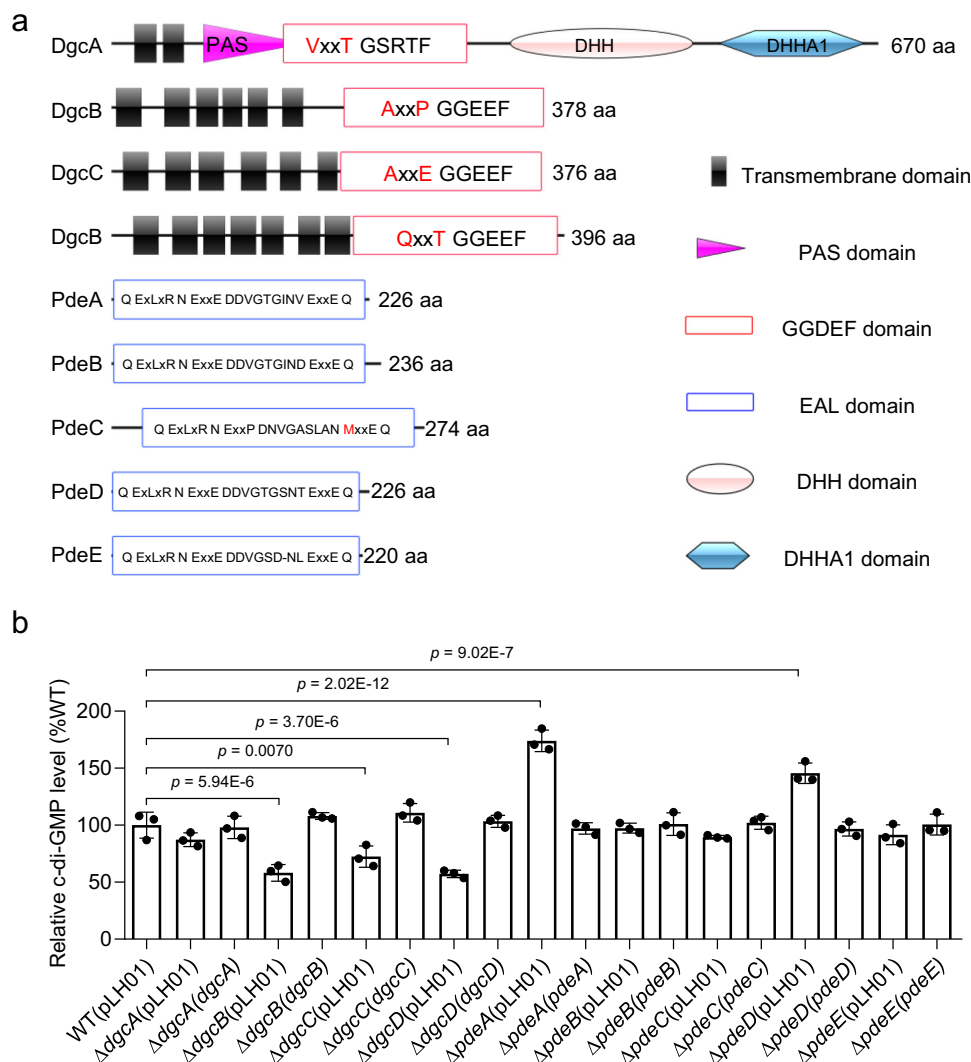 a
DgcA PAS VxxT GSRTF DHH DHHA1 670 aa
DgcB AxxP GGEEF 378 aa
DgcC AxxE GGEEF 376 aa
DgcB QxxT GGEEF 396 aa
PdeA Q ExLxR N ExxE DDVGTGINV ExxE Q 226 aa
PdeB Q ExLxR N ExxE DDVGTGIND ExxE Q 236 aa
PdeC Q ExLxR N ExxP DNVGASLAN MxxE Q 274 aa
PdeD Q ExLxR N ExxE DDVGTGSNT ExxE Q 226 aa
PdeE Q ExLxR N ExxE DDVGSD-NL ExxE Q 220 aa
Transmembrane domain
PAS domain
GGDEF domain
EAL domain
DHH domain
DHHA1 domain
b
p = 9.02E-7
p = 2.02E-12
p = 3.70E-6
p = 0.0070
p = 5.94E-6
Relative c-di-GMP level (%WT)
200
150
100
50
0
WT(pLH01)
ΔdgcA(pLH01)
ΔdgcA(dgcA)
ΔdgcB(pLH01)
ΔdgcB(dgcB)
ΔdgcC(pLH01)
ΔdgcC(dgcC)
ΔdgcD(pLH01)
ΔdgcD(dgcD)
ΔpdeA(pLH01)
ΔpdeA(pdeA)
ΔpdeB(pLH01)
ΔpdeB(pdeB)
ΔpdeC(pLH01)
ΔpdeC(pdeC)
ΔpdeD(pLH01)
ΔpdeD(pdeD)
ΔpdeE(pLH01)
ΔpdeE(pdeE)